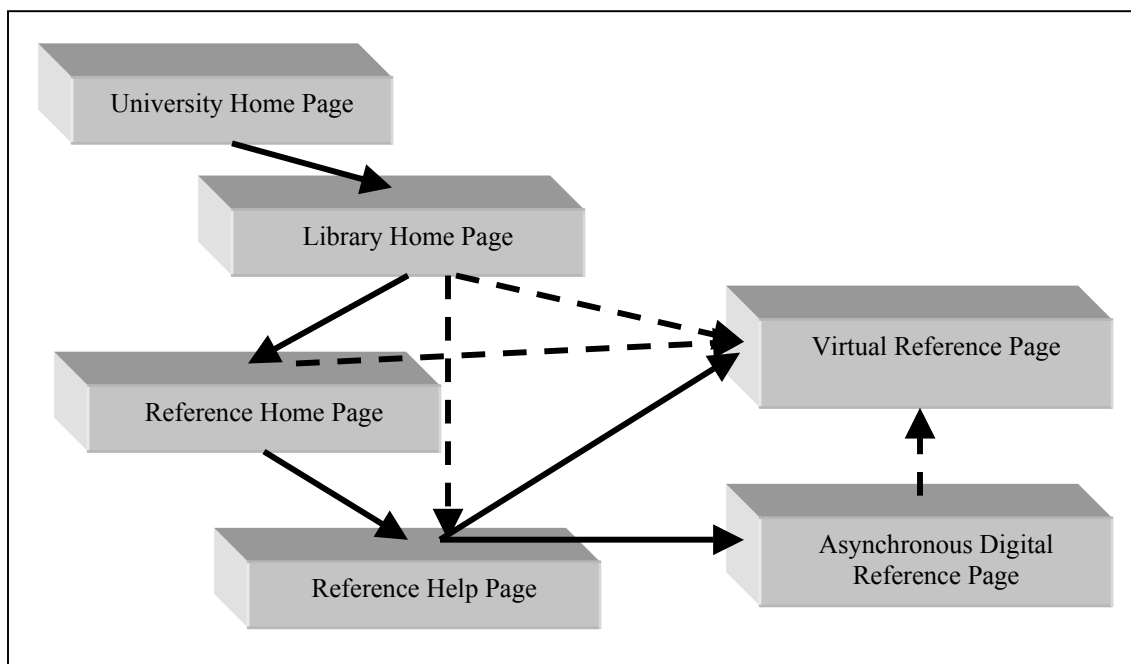 University Home Page
Library Home Page
Virtual Reference Page
Reference Home Page
Asynchronous Digital
Reference Page
Reference Help Page